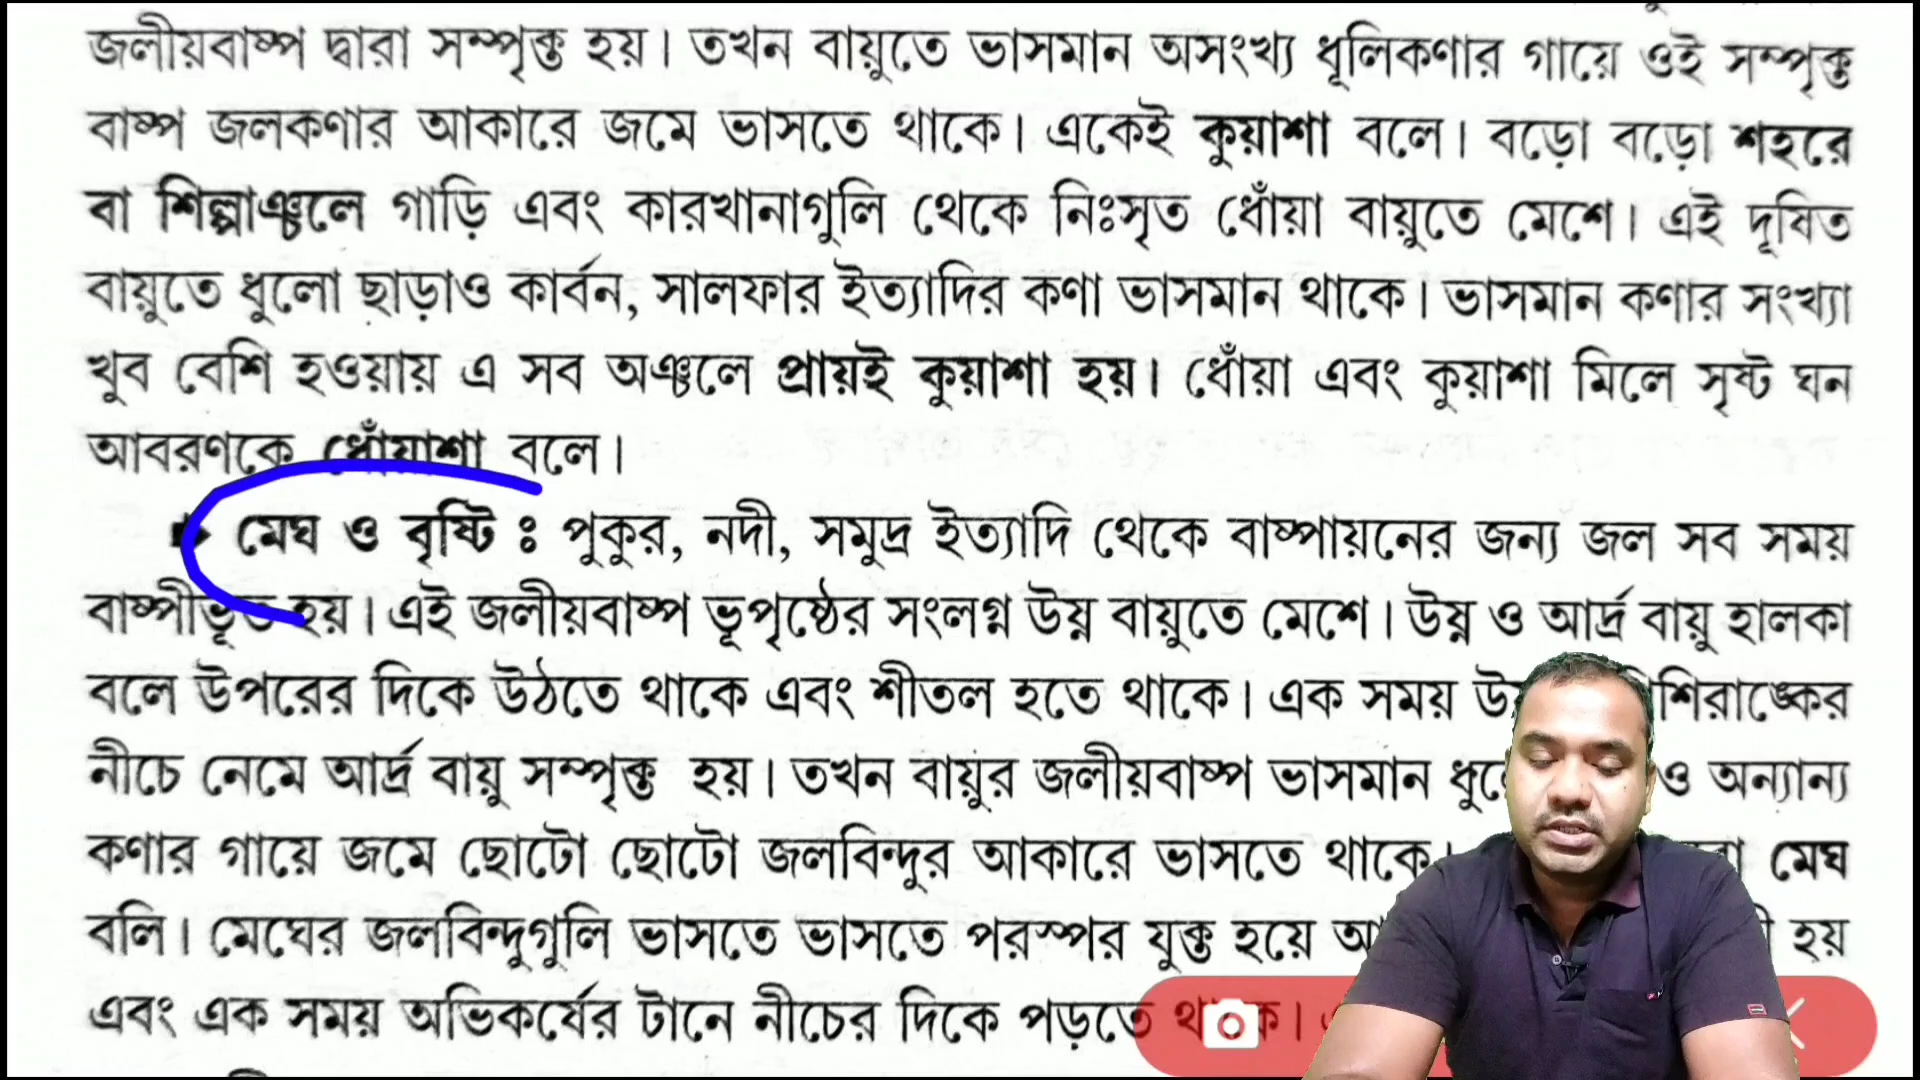 জলীয়বাষ্প দ্বারা সম্পৃক্ত হয়। তখন বায়ুতে ভাসমান অসংখ্য ধূলিকণার গায়ে ওই সম্পৃক্ত
বাষ্প জলকণার আকারে জমে ভাসতে থাকে। একেই কুয়াশা বলে। বড়ো বড়ো শহরে
বা শিল্পাঞ্চলে গাড়ি এবং কারখানাগুলি থেকে নিঃসৃত ধোঁয়া বায়ুতে মেশে। এই দূষিত
বায়ুতে ধুলো ছাড়াও কার্বন, সালফার ইত্যাদির কণা ভাসমান থাকে। ভাসমান কণার সংখ্যা
খুব বেশি হওয়ায় এ সব অঞ্চলে প্রায়ই কুয়াশা হয়। ধোঁয়া এবং কুয়াশা মিলে সৃষ্ট ঘন
আবরণকে ধোঁয়াশা বলে।
মেঘ ও বৃষ্টি ঃ পুকুর, নদী, সমুদ্র ইত্যাদি থেকে বাষ্পায়নের জন্য জল সব সময়
বাষ্পীভূত হয়। এই জলীয়বাষ্প ভূপৃষ্ঠের সংলগ্ন উষ্ণ বায়ুতে মেশে। উষ্ণ ও আর্দ্র বায়ু হালকা
বলে উপরের দিকে উঠতে থাকে এবং শীতল হতে থাকে। এক সময় শিশিরাঙ্কের
নীচে নেমে আর্দ্র বায়ু সম্পৃক্ত হয়। তখন বায়ুর জলীয়বাষ্প ভাসমান ও অন্যান্য
কণার গায়ে জমে ছোটো ছোটো জলবিন্দুর আকারে ভাসতে থাকে। মেঘ
বলি। মেঘের জলবিন্দুগুলি ভাসতে ভাসতে পরস্পর যুক্ত হয়ে হয়
এবং এক সময় অভিকর্ষের টানে নীচের দিকে পড়তে থাকে।